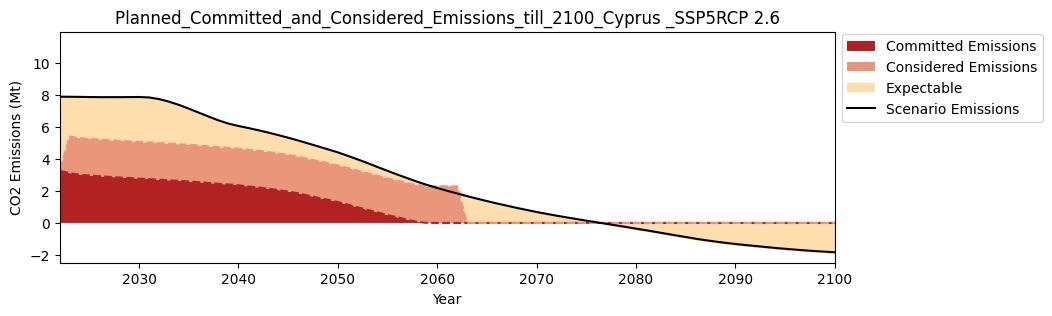 Planned_Committed_and_Considered_Emissions_till_2100_Cyprus _SSP5RCP 2.6
Committed Emissions
Considered Emissions
Expectable
Scenario Emissions
CO2 Emissions (Mt)
10
8
6
4
2
0
−2
2030 2040 2050 2060 2070 2080 2090 2100
Year